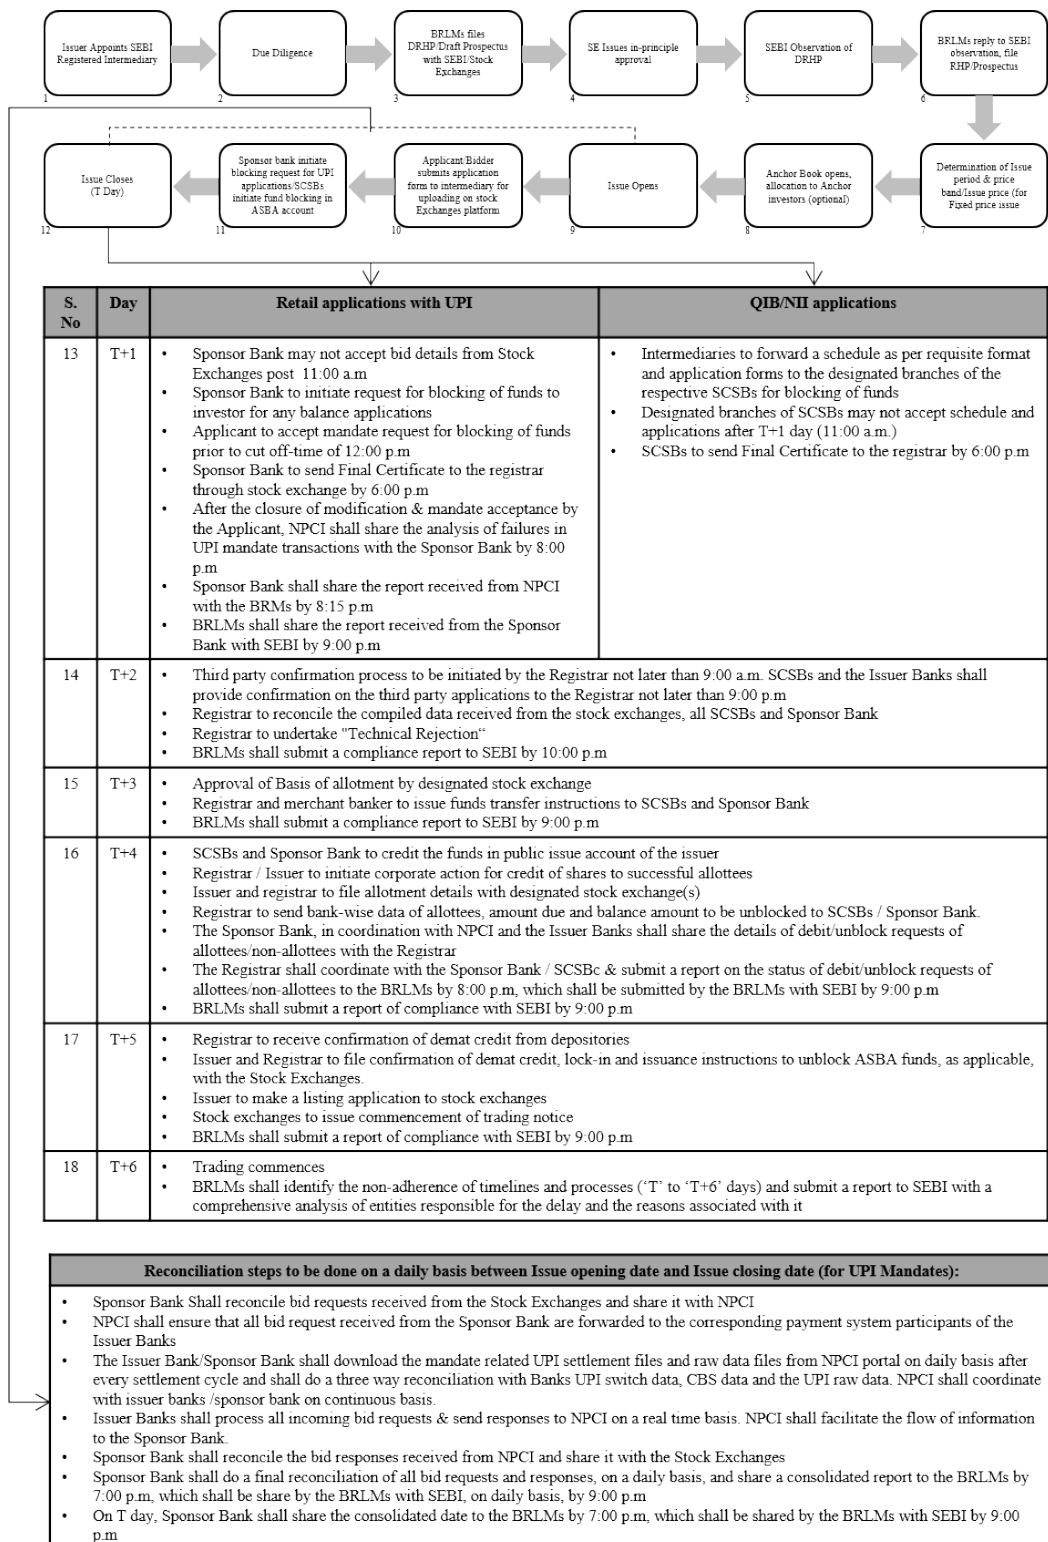 Issuer Appoints SEBI
Registered Intermediary
1
Due Diligence
2
BRLMs files
DRHP/Draft Prospectus
with SEBI/Stock
Exchanges
3
SE Issues in-principle
approval
4
SEBI Observation of
DRHP
5
BRLMs reply to SEBI
observation, file
RHP/Prospectus
6
Determination of Issue
period & price
band/Issue price (for
Fixed price issue
7
Anchor Book opens,
allocation to Anchor
investors (optional)
8
Issue Opens
9
Applicant/Bidder
submits application
form to intermediary for
uploading on stock
Exchanges platform
10
Sponsor bank initiate
blocking request for UPI
applications/SCSBs
initiate fund blocking in
ASBA account
11
Issue Closes
(T Day)
12
S.
No
Day
Retail applications with UPI
QIB/NII applications
13
T+1
• Sponsor Bank may not accept bid details from Stock
Exchanges post 11:00 a.m
• Sponsor Bank to initiate request for blocking of funds to
investor for any balance applications
• Applicant to accept mandate request for blocking of funds
prior to cut off-time of 12:00 p.m
• Sponsor Bank to send Final Certificate to the registrar
through stock exchange by 6:00 p.m
• After the closure of modification & mandate acceptance by
the Applicant, NPCI shall share the analysis of failures in
UPI mandate transactions with the Sponsor Bank by 8:00
p.m
• Sponsor Bank shall share the report received from NPCI
with the BRMs by 8:15 p.m
• BRLMs shall share the report received from the Sponsor
Bank with SEBI by 9:00 p.m
• Intermediaries to forward a schedule as per requisite format
and application forms to the designated branches of the
respective SCSBs for blocking of funds
• Designated branches of SCSBs may not accept schedule and
applications after T+1 day (11:00 a.m.)
• SCSBs to send Final Certificate to the registrar by 6:00 p.m
14
T+2
• Third party confirmation process to be initiated by the Registrar not later than 9:00 a.m. SCSBs and the Issuer Banks shall
provide confirmation on the third party applications to the Registrar not later than 9:00 p.m
• Registrar to reconcile the compiled data received from the stock exchanges, all SCSBs and Sponsor Bank
• Registrar to undertake "Technical Rejection“
• BRLMs shall submit a compliance report to SEBI by 10:00 p.m
15
T+3
• Approval of Basis of allotment by designated stock exchange
• Registrar and merchant banker to issue funds transfer instructions to SCSBs and Sponsor Bank
• BRLMs shall submit a compliance report to SEBI by 9:00 p.m
16
T+4
• SCSBs and Sponsor Bank to credit the funds in public issue account of the issuer
• Registrar / Issuer to initiate corporate action for credit of shares to successful allottees
• Issuer and registrar to file allotment details with designated stock exchange(s)
• Registrar to send bank-wise data of allottees, amount due and balance amount to be unblocked to SCSBs / Sponsor Bank.
• The Sponsor Bank, in coordination with NPCI and the Issuer Banks shall share the details of debit/unblock requests of
allottees/non-allottees with the Registrar
• The Registrar shall coordinate with the Sponsor Bank / SCSBc & submit a report on the status of debit/unblock requests of
allottees/non-allottees to the BRLMs by 8:00 p.m, which shall be submitted by the BRLMs with SEBI by 9:00 p.m
• BRLMs shall submit a report of compliance with SEBI by 9:00 p.m
17
T+5
• Registrar to receive confirmation of demat credit from depositories
• Issuer and Registrar to file confirmation of demat credit, lock-in and issuance instructions to unblock ASBA funds, as applicable,
with the Stock Exchanges.
• Issuer to make a listing application to stock exchanges
• Stock exchanges to issue commencement of trading notice
• BRLMs shall submit a report of compliance with SEBI by 9:00 p.m
18
T+6
• Trading commences
• BRLMs shall identify the non-adherence of timelines and processes (‘T’ to ‘T+6’ days) and submit a report to SEBI with a
comprehensive analysis of entities responsible for the delay and the reasons associated with it
Reconciliation steps to be done on a daily basis between Issue opening date and Issue closing date (for UPI Mandates):
• Sponsor Bank Shall reconcile bid requests received from the Stock Exchanges and share it with NPCI
• NPCI shall ensure that all bid request received from the Sponsor Bank are forwarded to the corresponding payment system participants of the
Issuer Banks
• The Issuer Bank/Sponsor Bank shall download the mandate related UPI settlement files and raw data files from NPCI portal on daily basis after
every settlement cycle and shall do a three way reconciliation with Banks UPI switch data, CBS data and the UPI raw data. NPCI shall coordinate
with issuer banks /sponsor bank on continuous basis.
• Issuer Banks shall process all incoming bid requests & send responses to NPCI on a real time basis. NPCI shall facilitate the flow of information
to the Sponsor Bank.
• Sponsor Bank shall reconcile the bid responses received from NPCI and share it with the Stock Exchanges
• Sponsor Bank shall do a final reconciliation of all bid requests and responses, on a daily basis, and share a consolidated report to the BRLMs by
7:00 p.m, which shall be share by the BRLMs with SEBI, on daily basis, by 9:00 p.m
• On T day, Sponsor Bank shall share the consolidated date to the BRLMs by 7:00 p.m, which shall be shared by the BRLMs with SEBI by 9:00
p.m